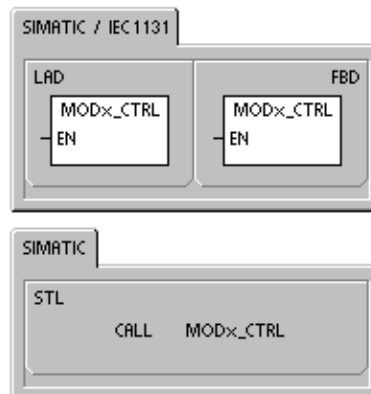 SIMATIC / IEC1131
LAD FBD
MODx_CTRL MODx_CTRL
EN EN
SIMATIC
STL
CALL MODx_CTRL